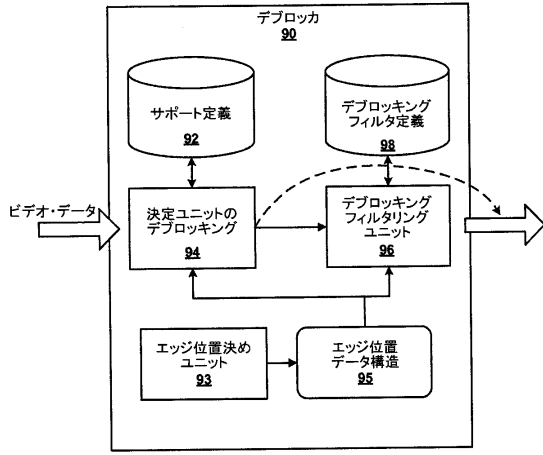 デブロッカ
90
サポート定義
92
デブロッキング
フィルタ定義
98
ビデオ・データ
決定ユニットの
デブロッキング
94
デブロッキング
フィルタリング
ユニット
96
エッジ位置決め
ユニット
93
エッジ位置
データ構造
95